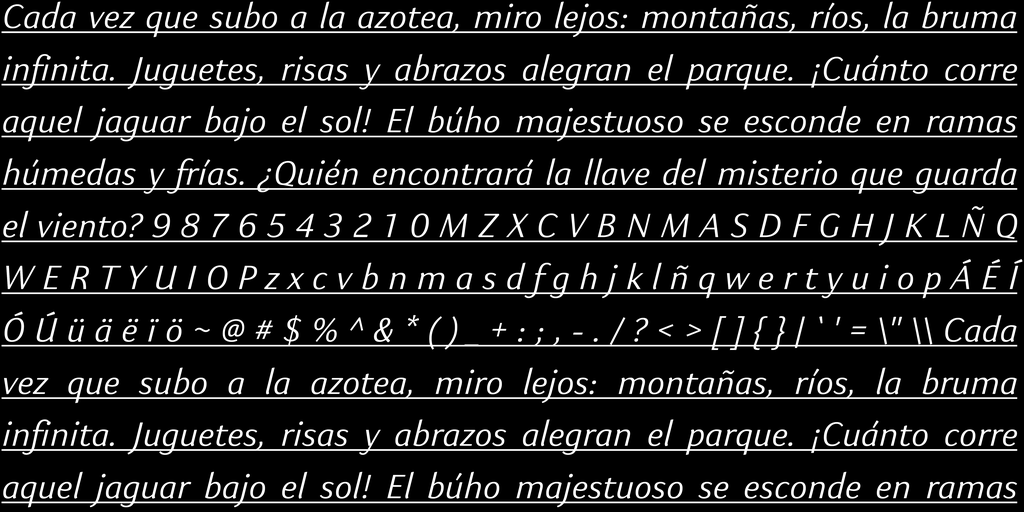 Cada vez que subo a la azotea, miro lejos: montañas, ríos, la bruma
infinita. Juguetes, risas y abrazos alegran el parque. ¡Cuánto corre
aquel jaguar bajo el sol! El búho majestuoso se esconde en ramas
húmedas y frías. ¿Quién encontrará la llave del misterio que guarda
el viento? 9 8 7 6 5 4 3 2 1 0 M Z X C V B N M A S D F G H J K L Ñ Q
W E R T Y U I O P z x c v b n m a s d f g h j k l ñ q w e r t y u i o p Á É Í
Ó Ú ü ä ë ï ö ~ @ # $ % ^ & * ( ) _ + : ; , - . / ? < > [ ] { } | ` ' = \" \\ Cada
vez que subo a la azotea, miro lejos: montañas, ríos, la bruma
infinita. Juguetes, risas y abrazos alegran el parque. ¡Cuánto corre
aquel jaguar bajo el sol! El búho majestuoso se esconde en ramas